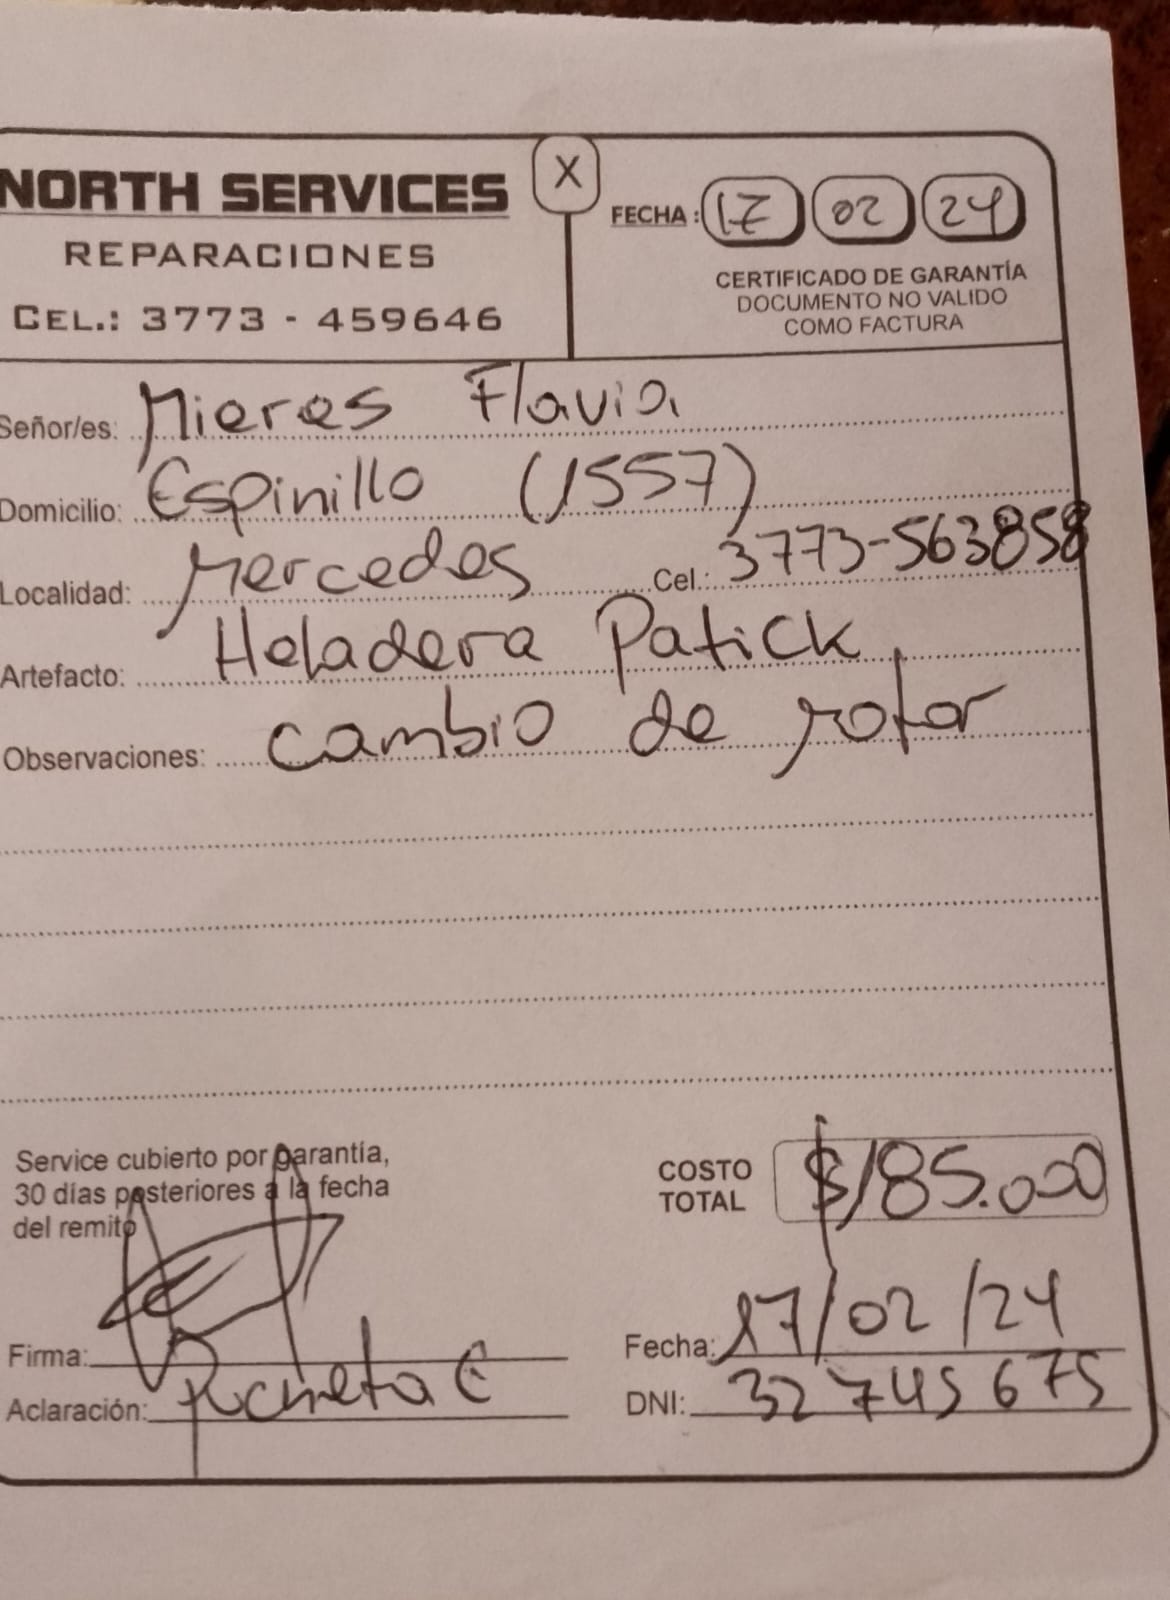 NORTH SERVICES
REPARACIONES
CEL.: 3773 - 459646
X
FECHA: 17 02 24
CERTIFICADO DE GARANTÍA
DOCUMENTO NO VALIDO
COMO FACTURA
Señor/es: Mieres Flavia
Domicilio: Espinillo (1557)
Localidad: Mercedes Cel.: 3773-563858
Artefacto: Heladera Patick
Observaciones: cambio de motor
Service cubierto por garantía,
30 días posteriores a la fecha
del remito
COSTO
TOTAL $185.000
Firma:
Fecha: 17/02/24
Aclaración:
DNI: 32745675